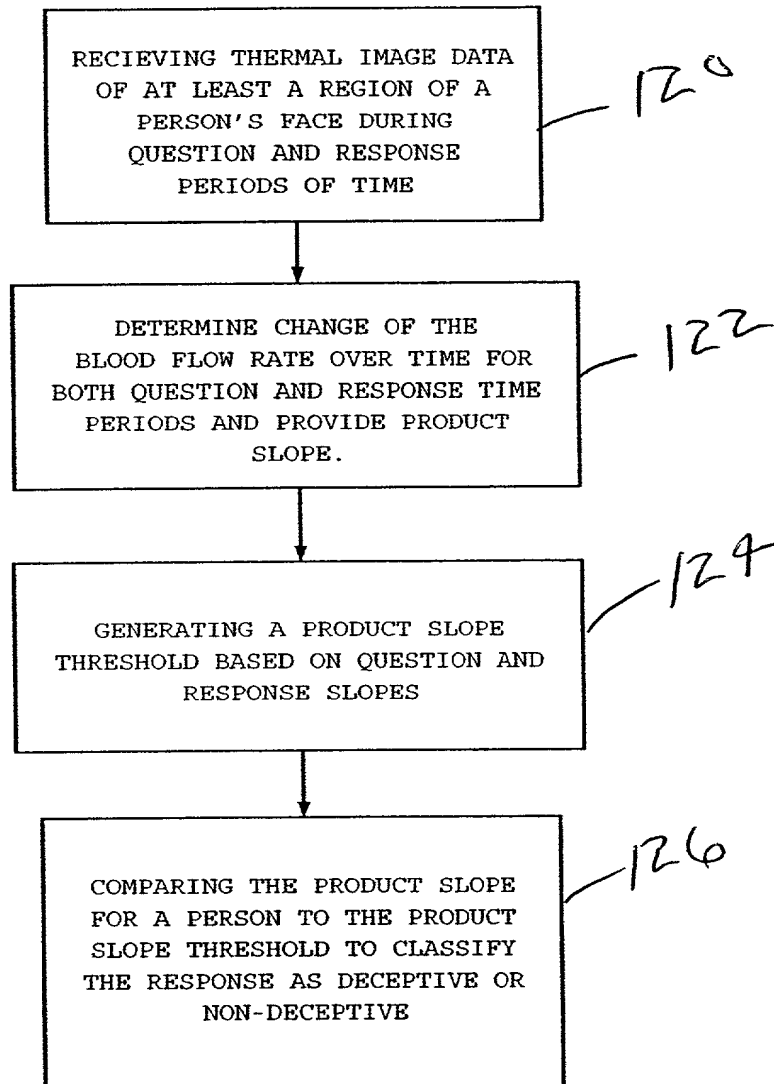 RECIEVING THERMAL IMAGE DATA
OF AT LEAST A REGION OF A
PERSON'S FACE DURING
QUESTION AND RESPONSE
PERIODS OF TIME
120
DETERMINE CHANGE OF THE
BLOOD FLOW RATE OVER TIME FOR
BOTH QUESTION AND RESPONSE TIME
PERIODS AND PROVIDE PRODUCT
SLOPE.
122
GENERATING A PRODUCT SLOPE
THRESHOLD BASED ON QUESTION AND
RESPONSE SLOPES
124
COMPARING THE PRODUCT SLOPE
FOR A PERSON TO THE PRODUCT
SLOPE THRESHOLD TO CLASSIFY
THE RESPONSE AS DECEPTIVE OR
NON-DECEPTIVE
126